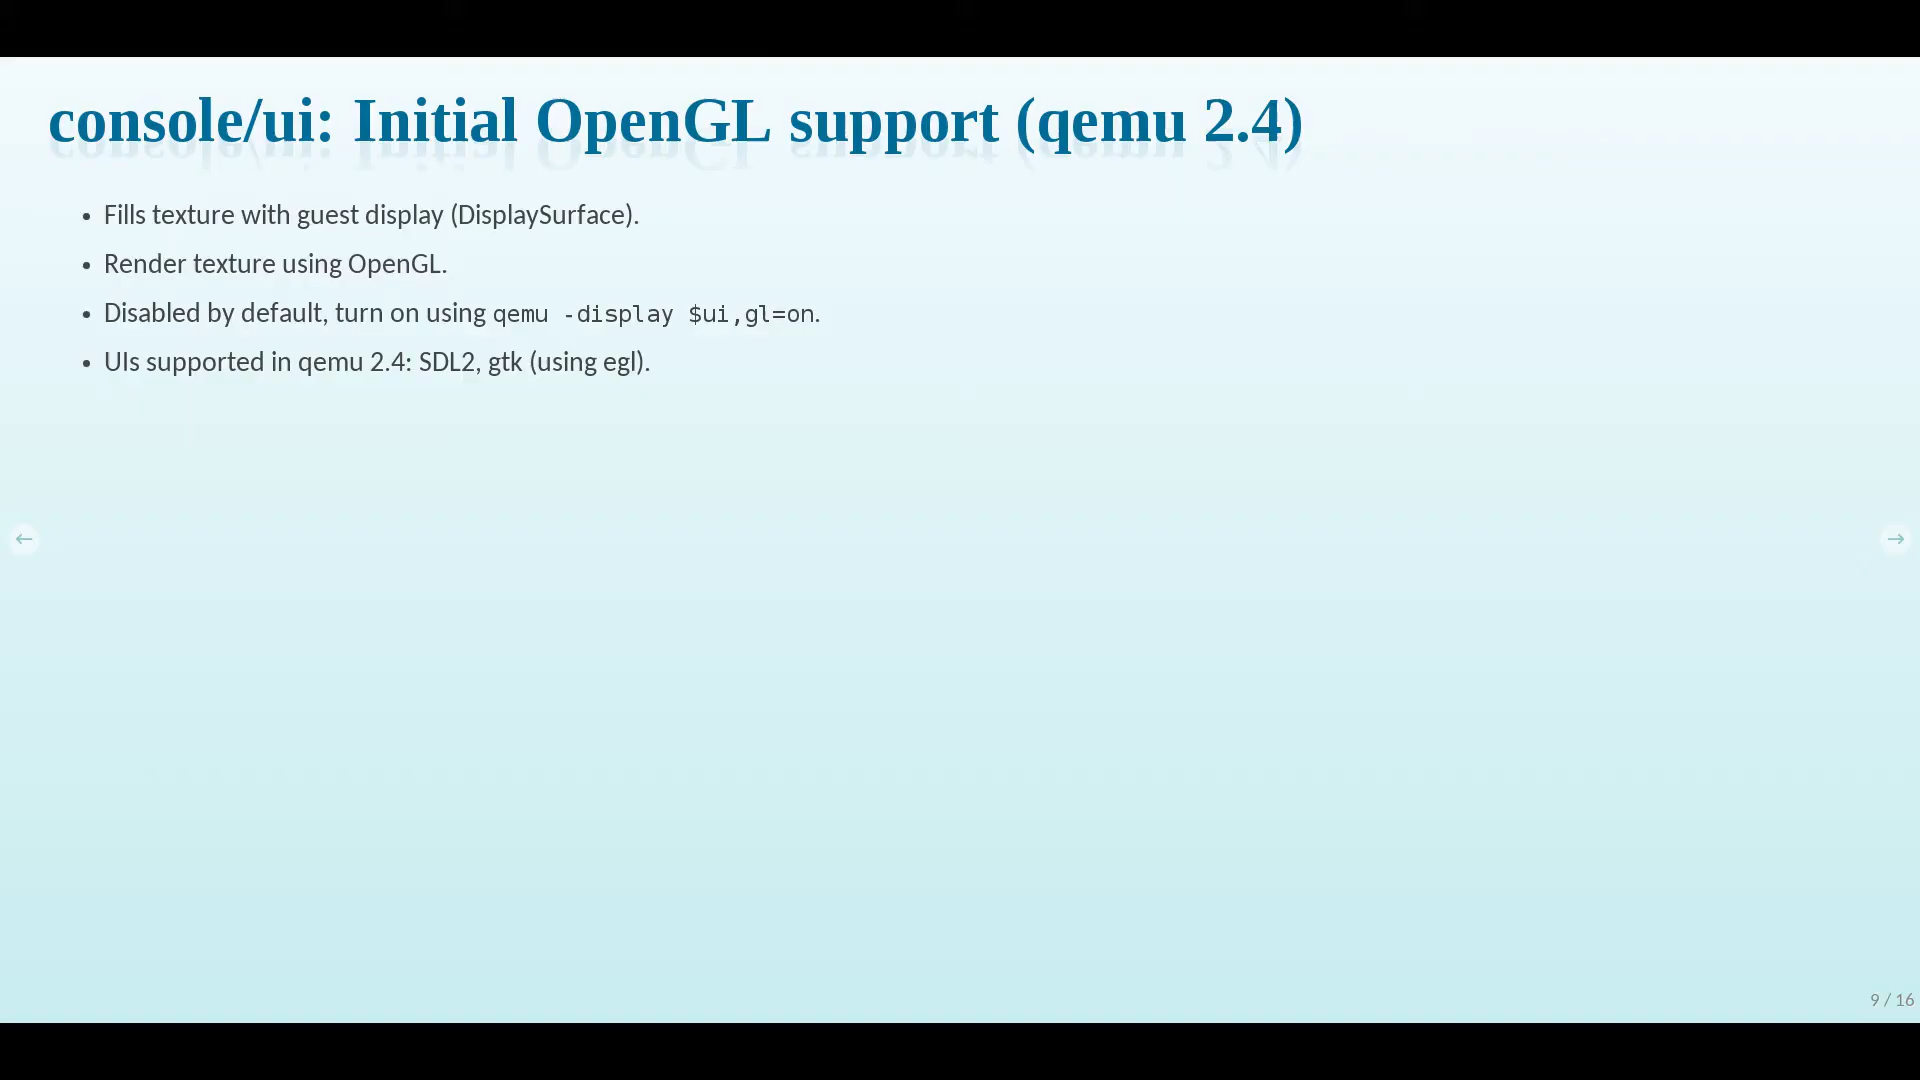 console/ui: Initial OpenGL support (qemu 2.4)
• Fills texture with guest display (DisplaySurface).
• Render texture using OpenGL.
• Disabled by default, turn on using qemu -display $ui,gl=on.
• UIs supported in qemu 2.4: SDL2, gtk (using egl).
←
→
9 / 16